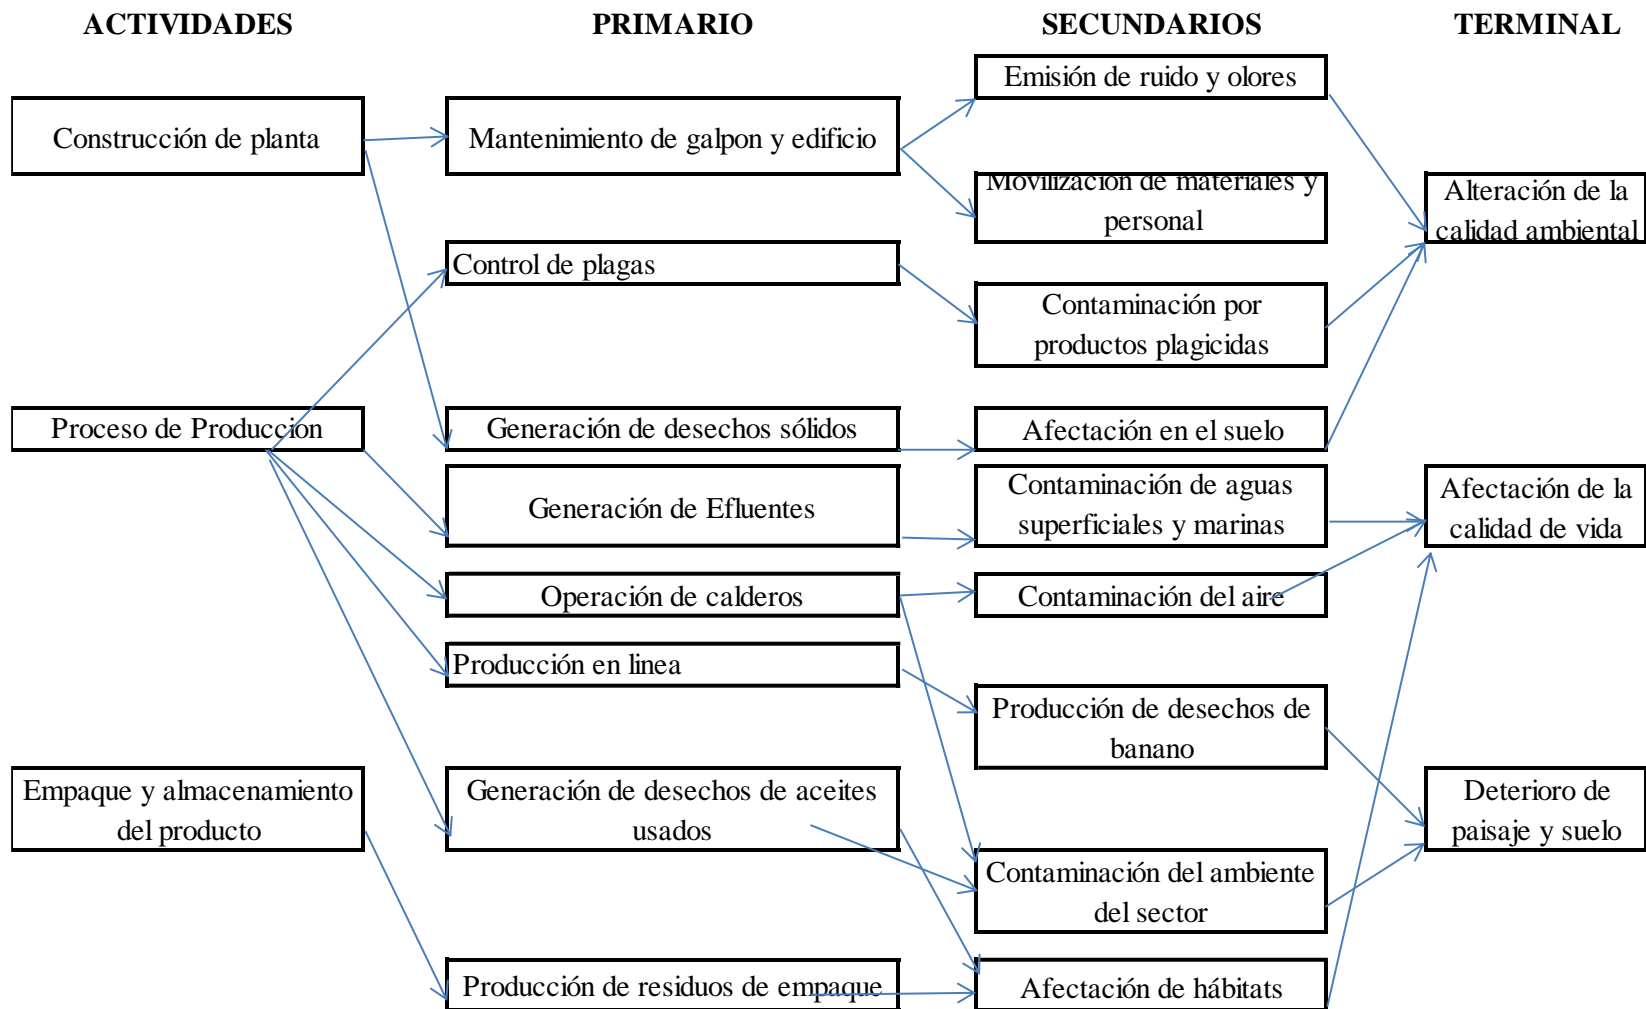 ACTIVIDADES
PRIMARIO
SECUNDARIOS
TERMINAL
Construcción de planta
Proceso de Produccion
Empaque y almacenamiento
del producto
Mantenimiento de galpon y edificio
Control de plagas
Generación de desechos sólidos
Generación de Efluentes
Operación de calderos
Producción en linea
Generación de desechos de aceites
usados
Producción de residuos de empaque
Emisión de ruido y olores
Movilización de materiales y
personal
Contaminación por
productos plagicidas
Afectación en el suelo
Contaminación de aguas
superficiales y marinas
Contaminación del aire
Producción de desechos de
banano
Contaminación del ambiente
del sector
Afectación de hábitats
Alteración de la
calidad ambiental
Afectación de la
calidad de vida
Deterioro de
paisaje y suelo